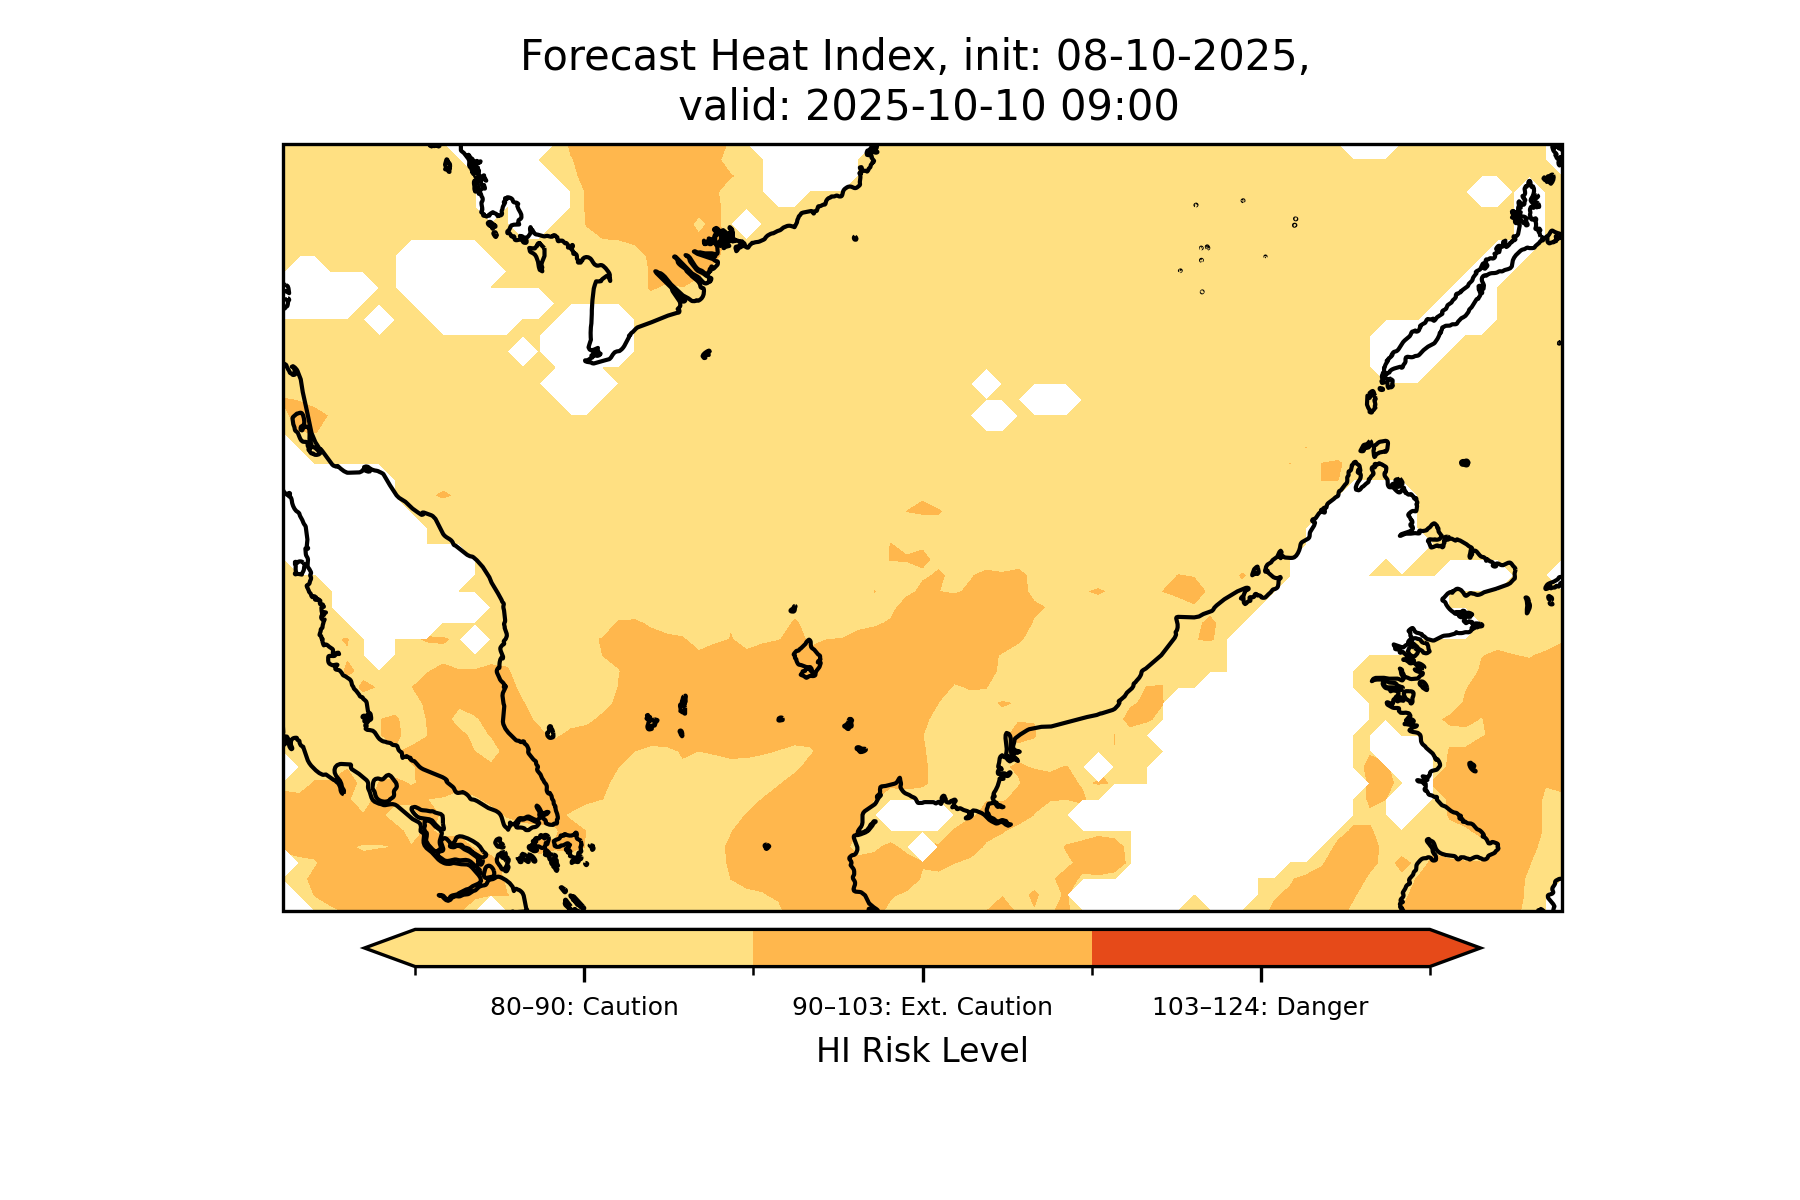 Forecast Heat Index, init: 08-10-2025,
valid: 2025-10-10 09:00
80–90: Caution
90–103: Ext. Caution
103–124: Danger
HI Risk Level